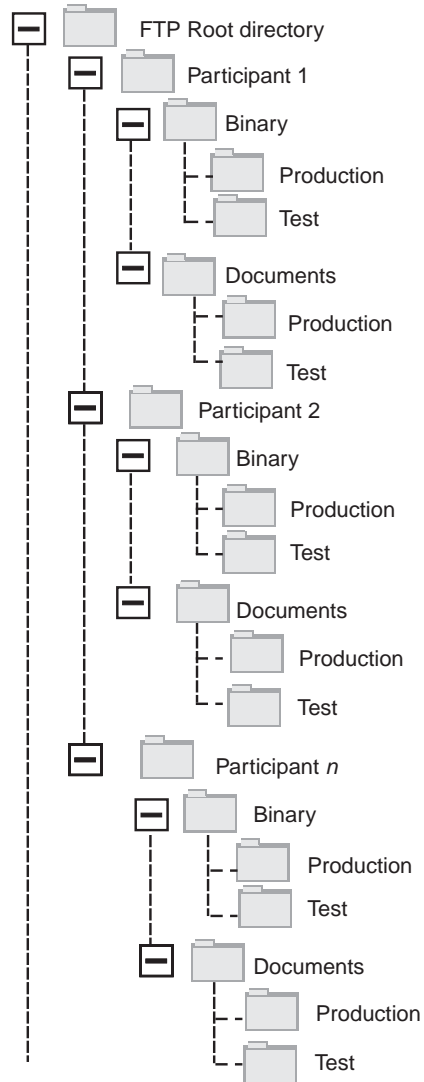 FTP Root directory
Participant 1
Binary
Production
Test
Documents
Production
Test
Participant 2
Binary
Production
Test
Documents
Production
Test
Participant n
Binary
Production
Test
Documents
Production
Test